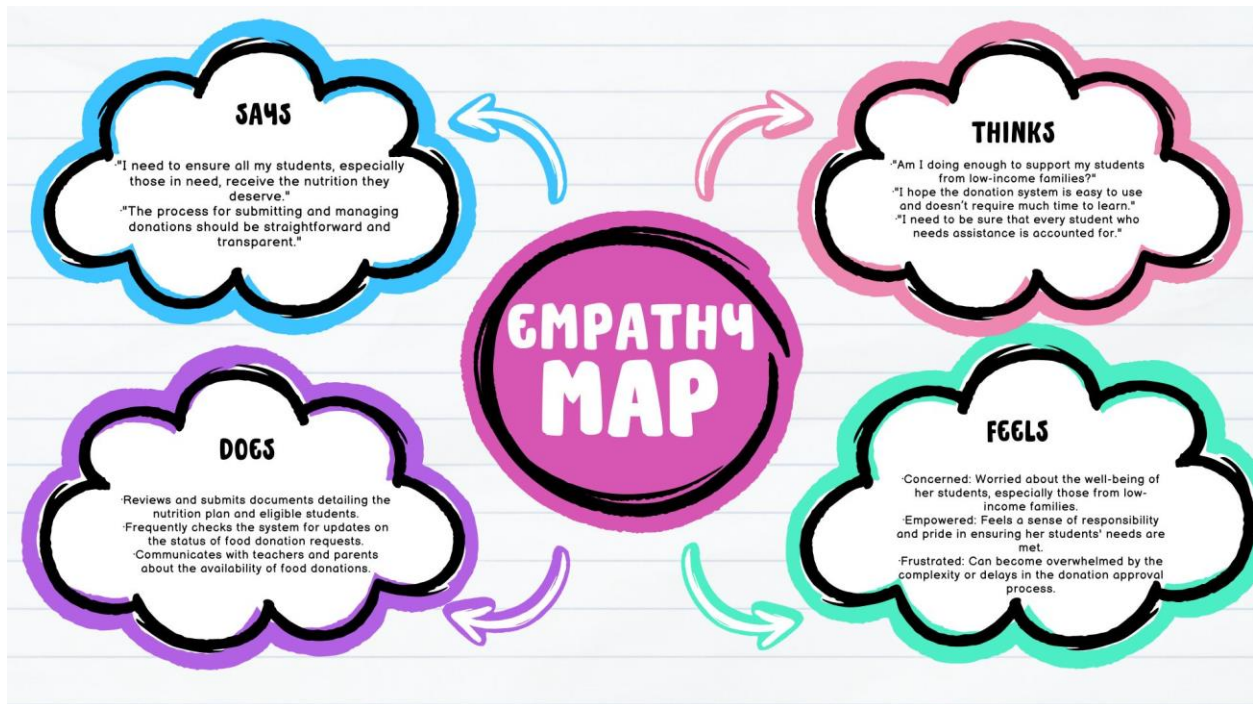 SAYS
·"I need to ensure all my students, especially
those in need, receive the nutrition they
deserve."
·"The process for submitting and managing
donations should be straightforward and
transparent."
THINKS
·"Am I doing enough to support my students
from low-income families?"
·"I hope the donation system is easy to use
and doesn't require much time to learn."
·"I need to be sure that every student who
needs assistance is accounted for."
EMPATHY
MAP
DOES
·Reviews and submits documents detailing the
nutrition plan and eligible students.
·Frequently checks the system for updates on
the status of food donation requests.
·Communicates with teachers and parents
about the availability of food donations.
FEELS
·Concerned: Worried about the well-being of
her students, especially those from low-
income families.
·Empowered: Feels a sense of responsibility
and pride in ensuring her students' needs are
met.
·Frustrated: Can become overwhelmed by the
complexity or delays in the donation approval
process.